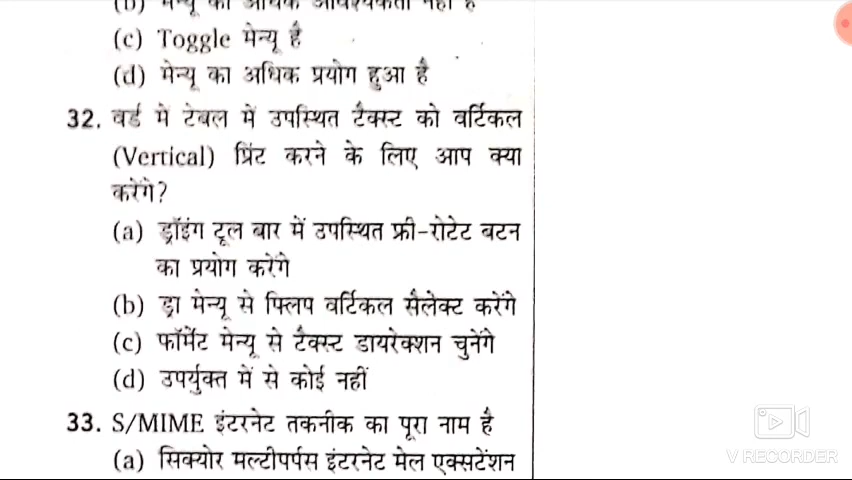 (c) Toggle मेन्यू है
(d) मेन्यू का अधिक प्रयोग हुआ है
32. वर्ड में टेबल में उपस्थित टैक्स्ट को वर्टिकल
(Vertical) प्रिंट करने के लिए आप क्या
करेंगे?
(a) ड्रॉइंग टूल बार में उपस्थित फ्री-रोटेट बटन
का प्रयोग करेंगे
(b) ड्रा मेन्यू से फ्लिप वर्टिकल सैलेक्ट करेंगे
(c) फॉर्मेट मेन्यू से टैक्स्ट डायरेक्शन चुनेंगे
(d) उपर्युक्त में से कोई नहीं
33. S/MIME इंटरनेट तकनीक का पूरा नाम है
(a) सिक्योर मल्टीपर्पस इंटरनेट मेल एक्सटेंशन
V RECORDER